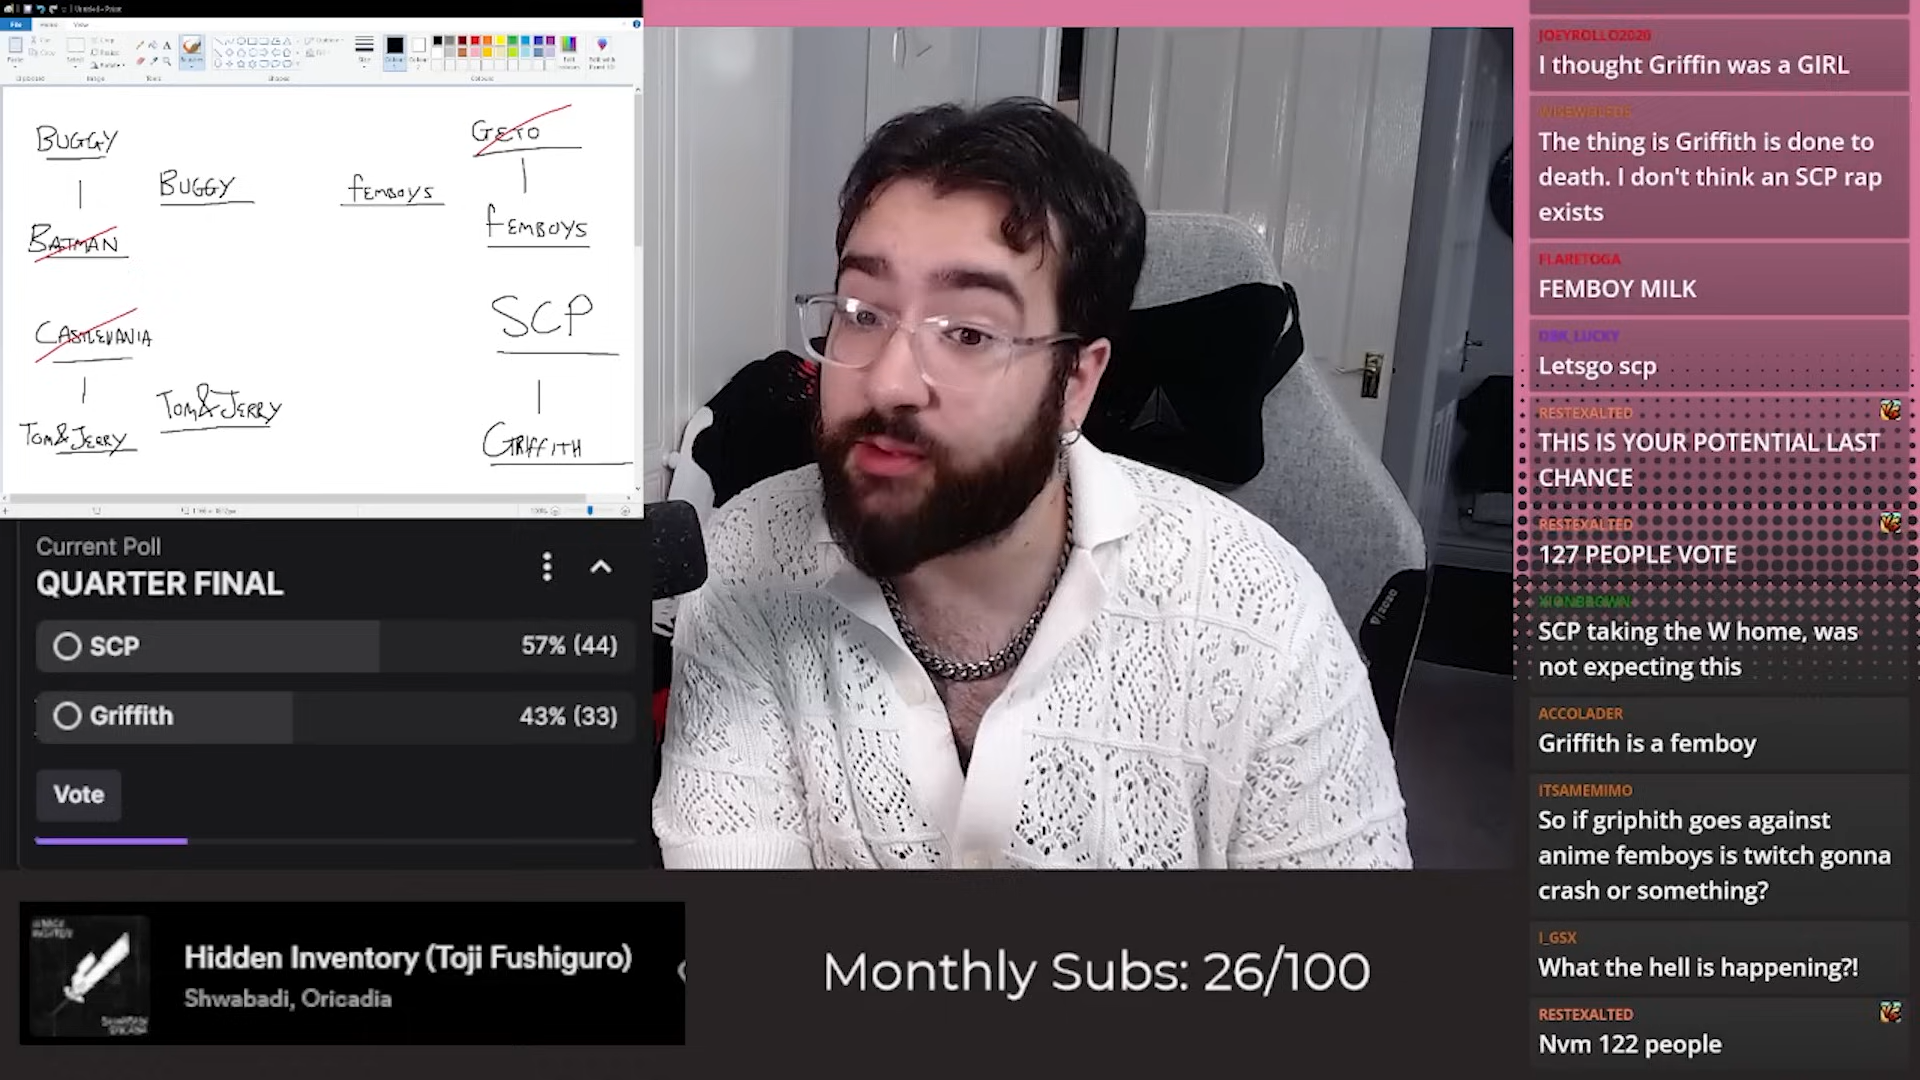 File
BUGGY
BATMAN
BUGGY
CASTLEVANIA
TOM&JERRY
TOM&JERRY
GETO
FEMBOYS
FEMBOYS
SCP
GRIFFITH
Current Poll
QUARTER FINAL
SCP 57% (44)
Griffith 43% (33)
Vote
Hidden Inventory (Toji Fushiguro)
Shwabadi, Oricadia
Monthly Subs: 26/100
JOEYROLLO2020
I thought Griffin was a GIRL
The thing is Griffith is done to
death. I don't think an SCP rap
exists
FLARETOGA
FEMBOY MILK
Letsgo scp
RESTEXALTED
THIS IS YOUR POTENTIAL LAST
CHANCE
RESTEXALTED
127 PEOPLE VOTE
XIONBROWN
SCP taking the W home, was
not expecting this
ACCOLADER
Griffith is a femboy
ITSAMEMIMO
So if griphith goes against
anime femboys is twitch gonna
crash or something?
I_GSX
What the hell is happening?!
RESTEXALTED
Nvm 122 people